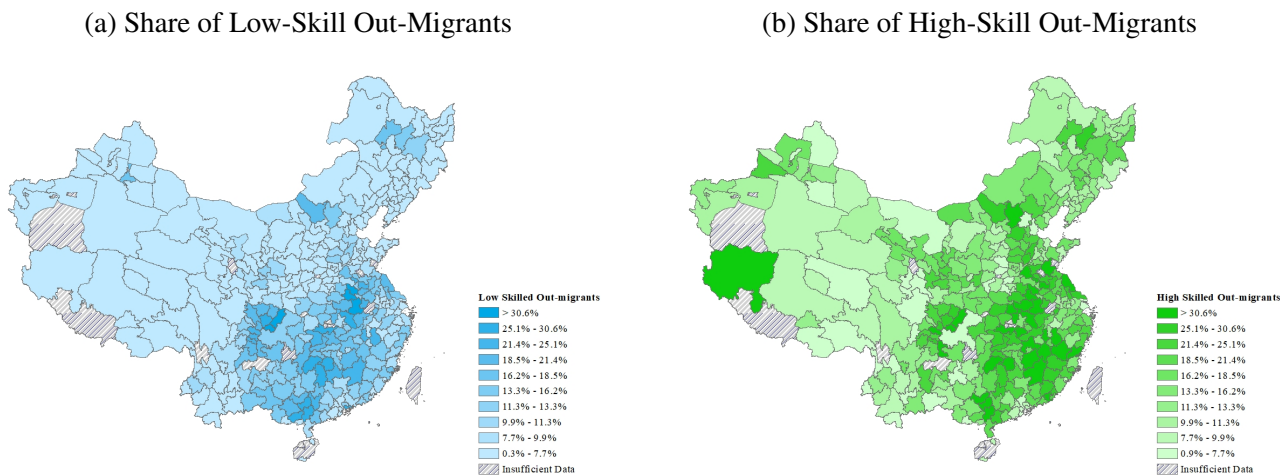 (a) Share of Low-Skill Out-Migrants
(b) Share of High-Skill Out-Migrants
Low Skilled Out-migrants
> 30.6%
25.1% - 30.6%
21.4% - 25.1%
18.5% - 21.4%
16.2% - 18.5%
13.3% - 16.2%
11.3% - 13.3%
9.9% - 11.3%
7.7% - 9.9%
0.3% - 7.7%
Insufficient Data
High Skilled Out-migrants
> 30.6%
25.1% - 30.6%
21.4% - 25.1%
18.5% - 21.4%
16.2% - 18.5%
13.3% - 16.2%
11.3% - 13.3%
9.9% - 11.3%
7.7% - 9.9%
0.9% - 7.7%
Insufficient Data